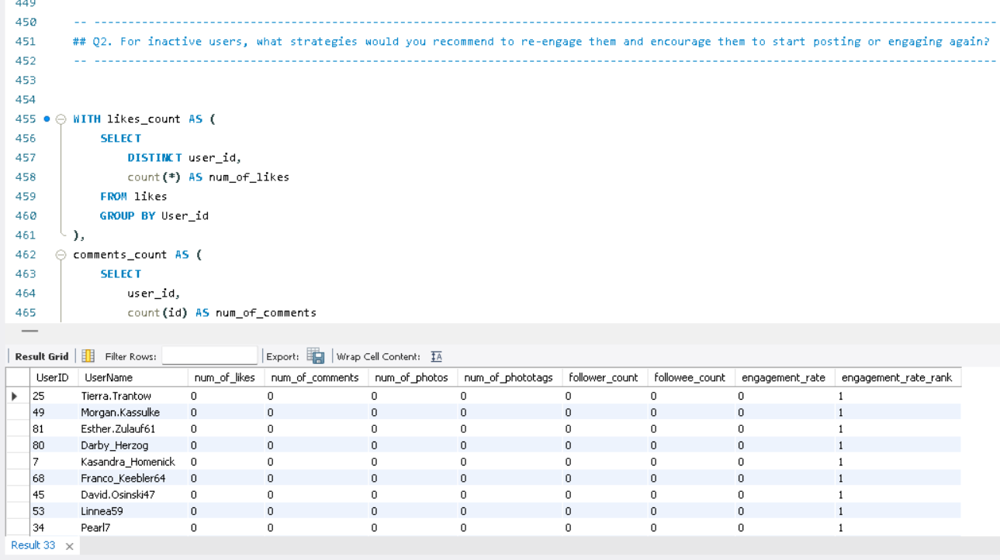 449
450 -- ------------------------------------------------------------------------------------------------------------------------------------
451 ## Q2. For inactive users, what strategies would you recommend to re-engage them and encourage them to start posting or engaging again?
452 -- ------------------------------------------------------------------------------------------------------------------------------------
453
454
455 WITH likes_count AS (
456 SELECT
457 DISTINCT user_id,
458 count(*) AS num_of_likes
459 FROM likes
460 GROUP BY User_id
461 ),
462 comments_count AS (
463 SELECT
464 user_id,
465 count(id) AS num_of_comments
Result Grid Filter Rows: Export: Wrap Cell Content: IA
UserID UserName num_of_likes num_of_comments num_of_photos num_of_phototags follower_count followee_count engagement_rate engagement_rate_rank
25 Tierra.Trantow 0 0 0 0 0 0 0 1
49 Morgan.Kassulke 0 0 0 0 0 0 0 1
81 Esther.Zulauf61 0 0 0 0 0 0 0 1
80 Darby_Herzog 0 0 0 0 0 0 0 1
7 Kasandra_Homenick 0 0 0 0 0 0 0 1
68 Franco_Keebler64 0 0 0 0 0 0 0 1
45 David.Osinski47 0 0 0 0 0 0 0 1
53 Linnea59 0 0 0 0 0 0 0 1
34 Pearl7 0 0 0 0 0 0 0 1
Result 33 ×